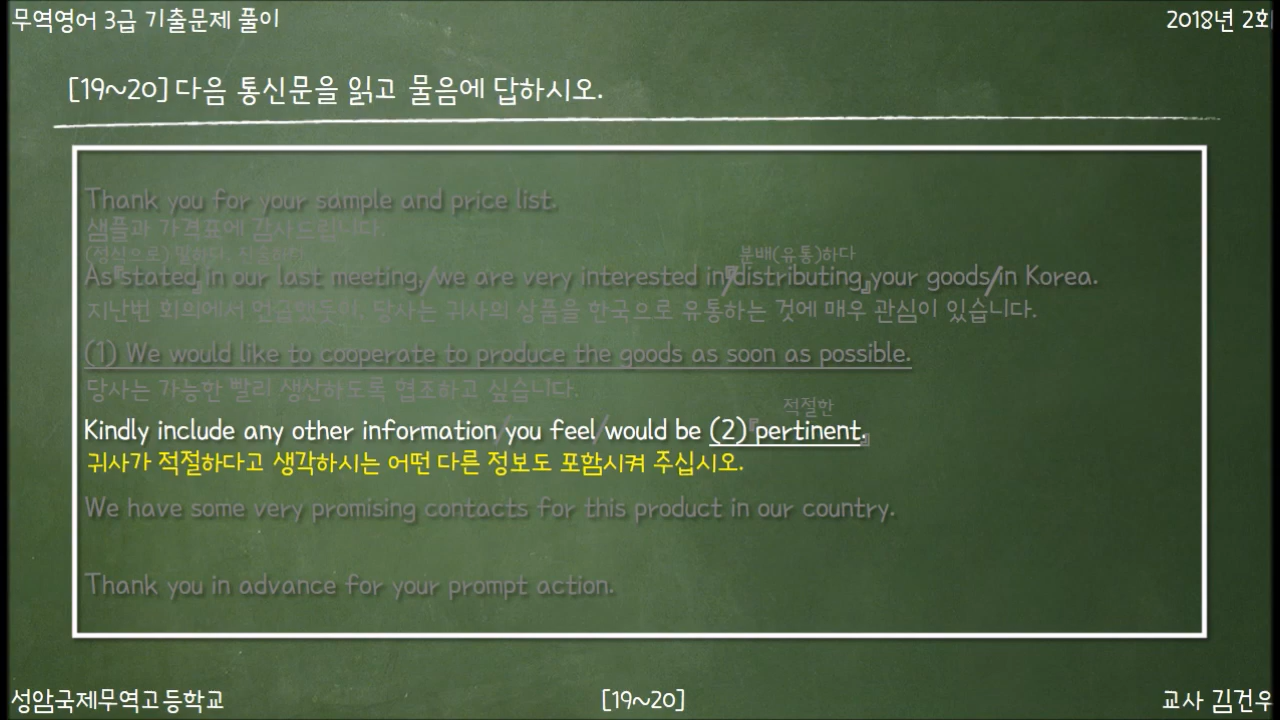 무역영어 3급 기출문제 풀이
2018년 2회
[19~20] 다음 통신문을 읽고 물음에 답하시오.
Thank you for your sample and price list.
샘플과 가격표에 감사드립니다.
(정식으로) 말하다, 진술하다
분배(유통)하다
As『stated』in our last meeting,/we are very interested in/『distributing』your goods/in Korea.
지난번 회의에서 언급했듯이, 당사는 귀사의 상품을 한국으로 유통하는 것에 매우 관심이 있습니다.
(1) We would like to cooperate to produce the goods as soon as possible.
당사는 가능한 빨리 생산하도록 협조하고 싶습니다.
적절한
Kindly include any other information/you feel/would be (2)『pertinent.』
귀사가 적절하다고 생각하시는 어떤 다른 정보도 포함시켜 주십시오.
We have some very promising contacts for this product in our country.
Thank you in advance for your prompt action.
성암국제무역고등학교
[19~20]
교사 김건우